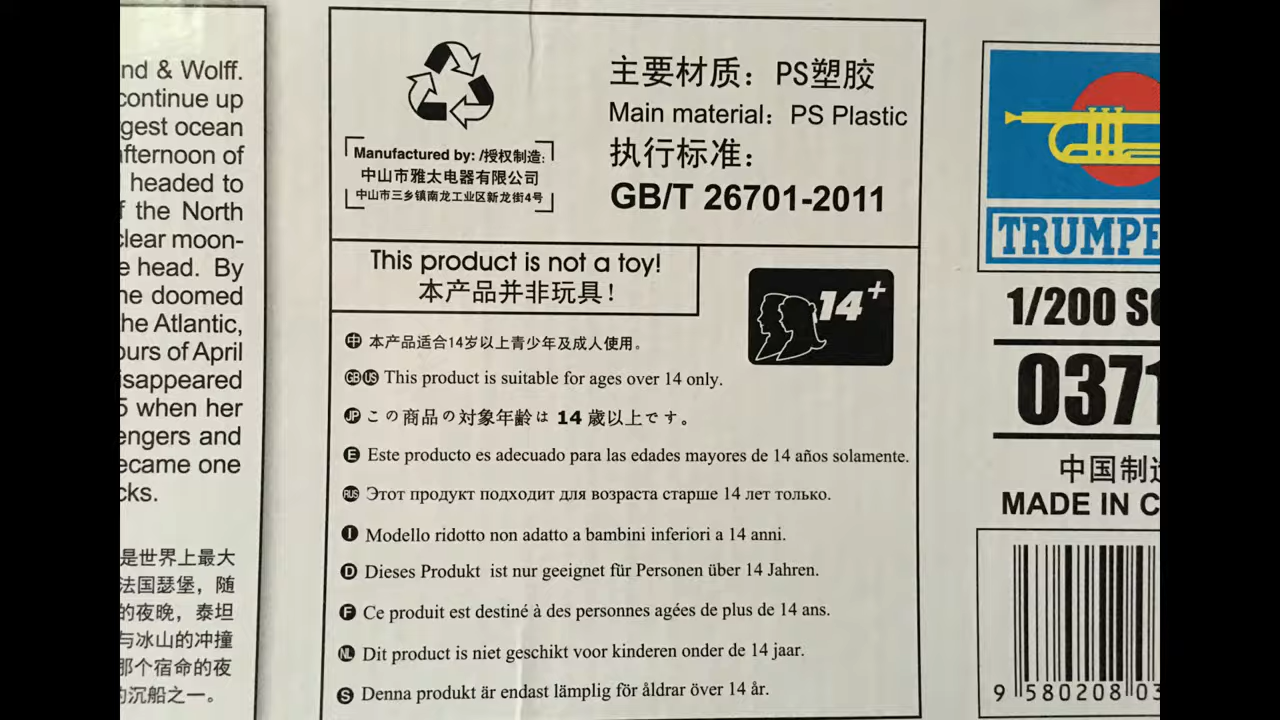 nd & Wolff.
continue up
gest ocean
afternoon of
headed to
f the North
clear moon-
e head. By
he doomed
the Atlantic,
ours of April
isappeared
5 when her
engers and
ecame one
cks.
是世界上最大
法国瑟堡，随
的夜晚，泰坦
与冰山的冲撞
那个宿命的夜
的沉船之一。
Manufactured by: /授权制造:
中山市雅太电器有限公司
中山市三乡镇南龙工业区新龙街4号
主要材质：PS塑胶
Main material：PS Plastic
执行标准：
GB/T 26701-2011
This product is not a toy!
本产品并非玩具！
14+
中 本产品适合14岁以上青少年及成人使用。
GB US This product is suitable for ages over 14 only.
JP この商品の対象年齢は 14 歳以上です。
E Este producto es adecuado para las edades mayores de 14 años solamente.
RUS Этот продукт подходит для возраста старше 14 лет только.
I Modello ridotto non adatto a bambini inferiori a 14 anni.
D Dieses Produkt ist nur geeignet für Personen über 14 Jahren.
F Ce produit est destiné à des personnes agées de plus de 14 ans.
NL Dit product is niet geschikt voor kinderen onder de 14 jaar.
S Denna produkt är endast lämplig för åldrar över 14 år.
TRUMPE
1/200 S
0371
中国制造
MADE IN C
9 580208 03